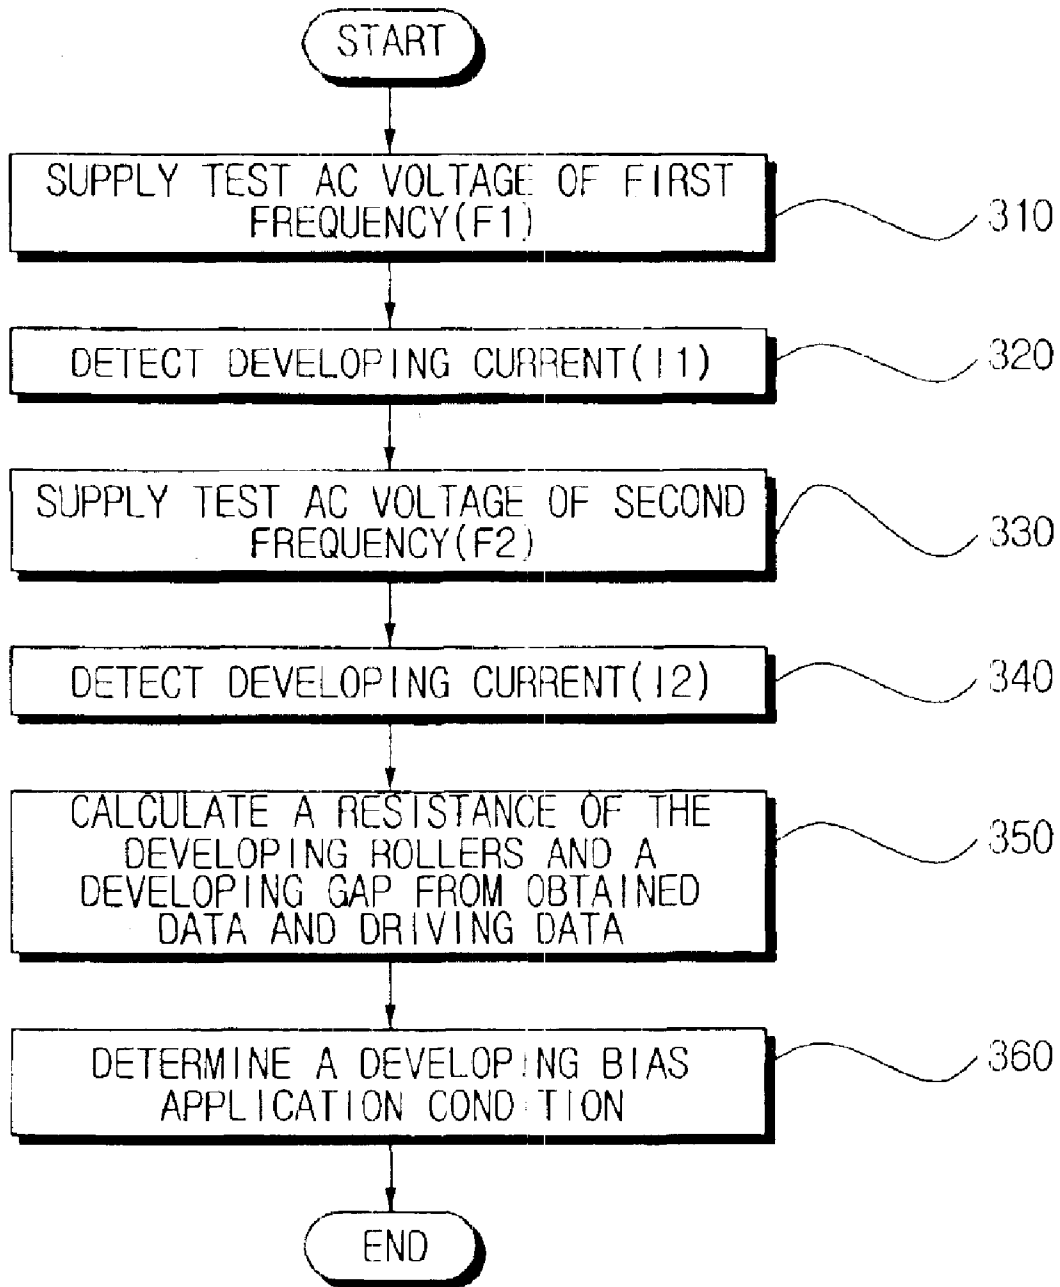 START
SUPPLY TEST AC VOLTAGE OF FIRST
FREQUENCY(F1)
310
DETECT DEVELOPING CURRENT(I1)
320
SUPPLY TEST AC VOLTAGE OF SECOND
FREQUENCY(F2)
330
DETECT DEVELOPING CURRENT(I2)
340
CALCULATE A RESISTANCE OF THE
DEVELOPING ROLLERS AND A
DEVELOPING GAP FROM OBTAINED
DATA AND DRIVING DATA
350
DETERMINE A DEVELOPING BIAS
APPLICATION CONDITION
360
END